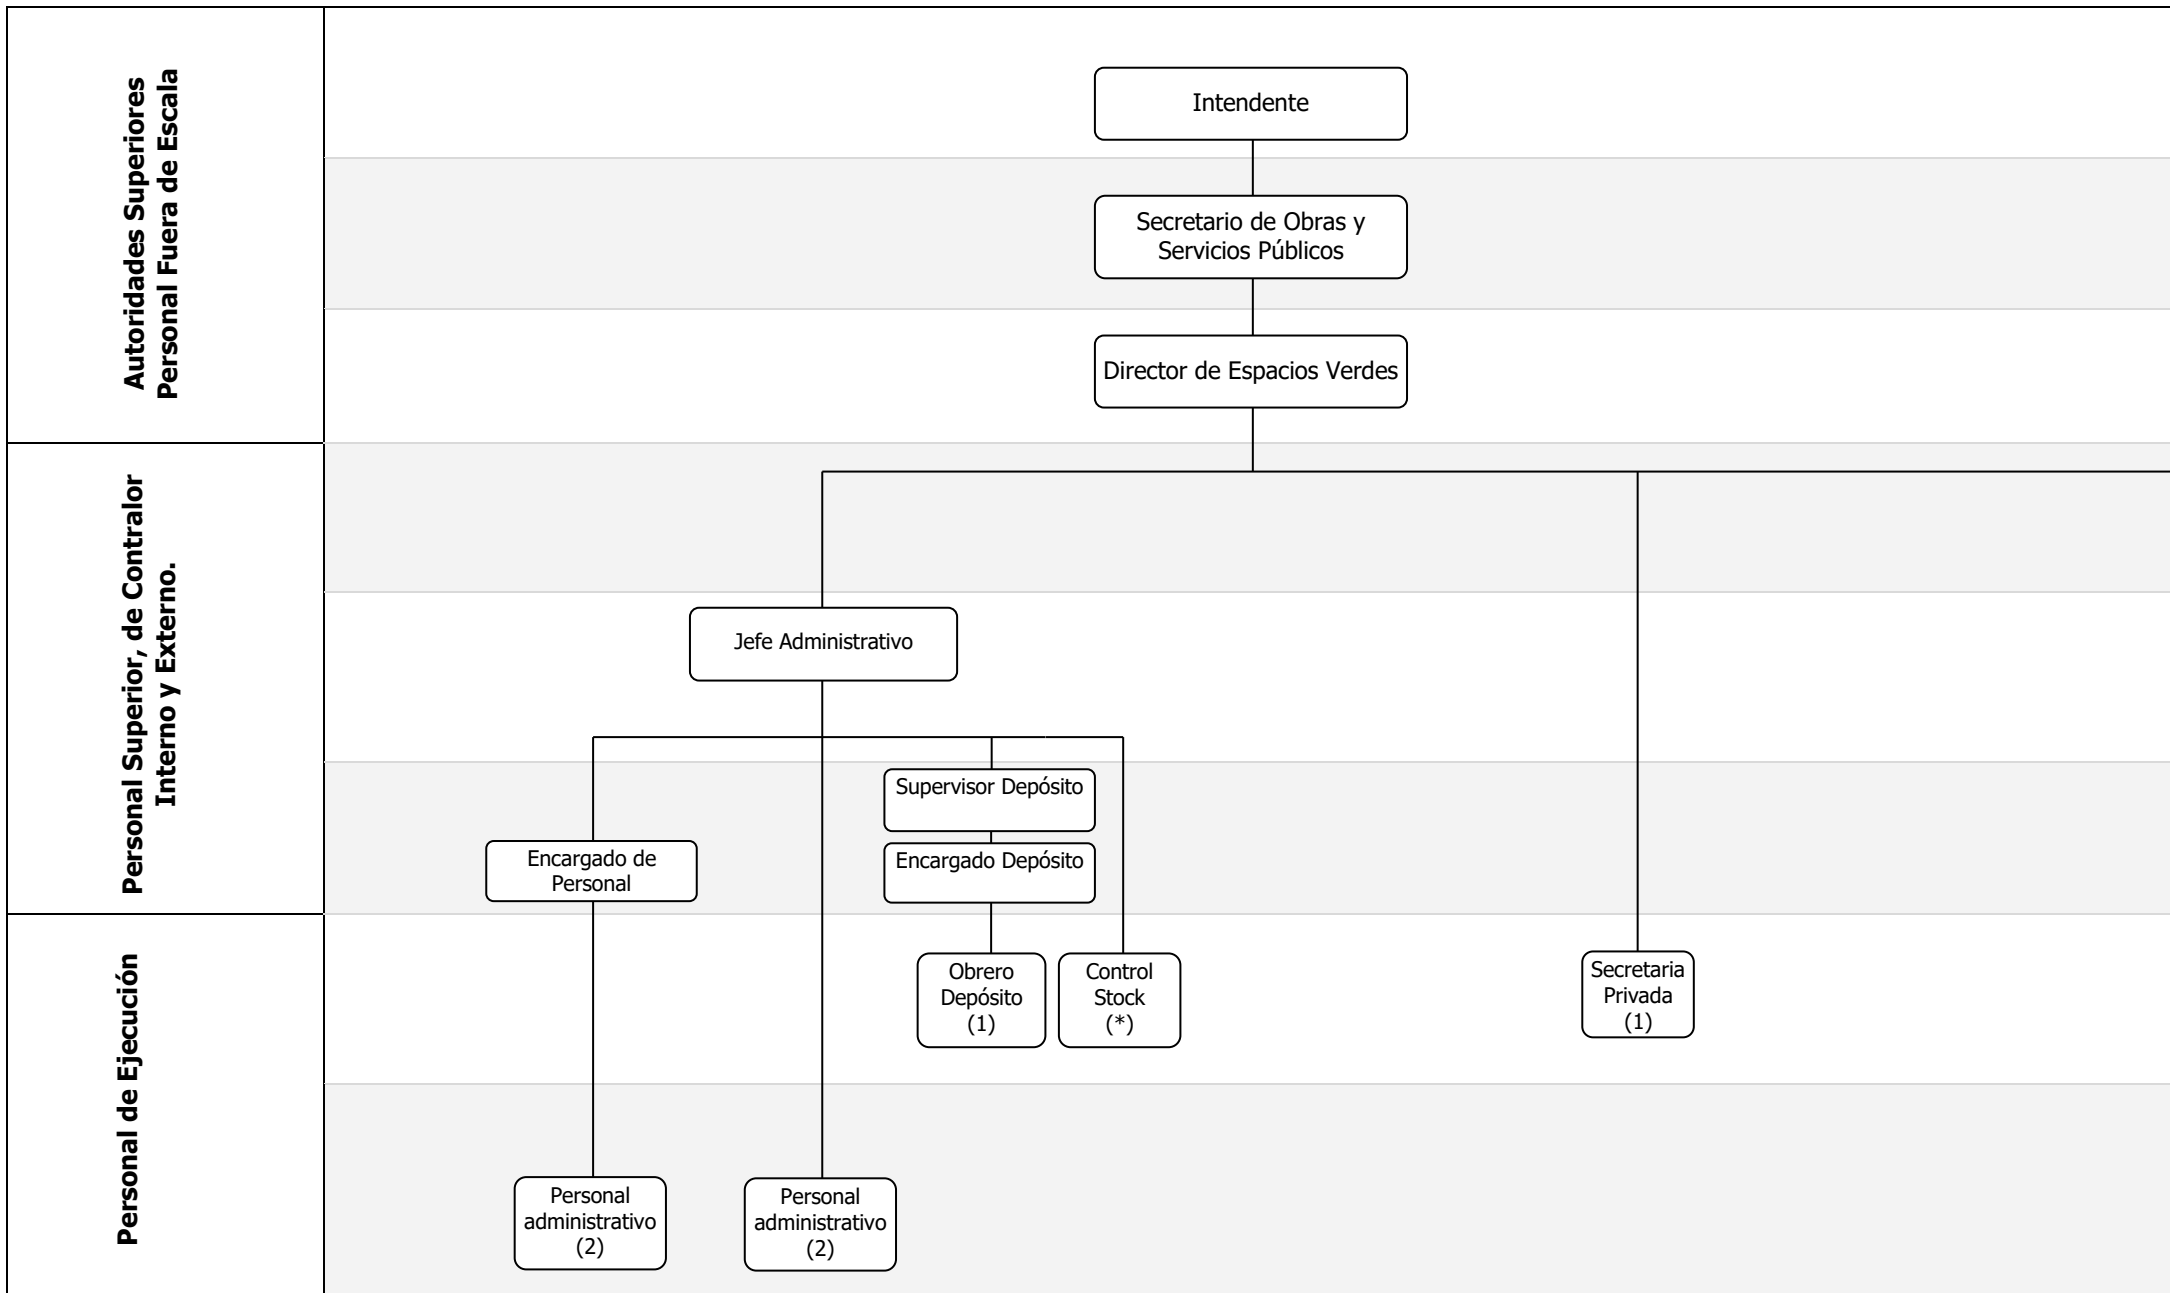 Autoridades Superiores
Personal Fuera de Escala
Intendente
Secretario de Obras y
Servicios Públicos
Director de Espacios Verdes
Personal Superior, de Contralor
Interno y Externo.
Jefe Administrativo
Supervisor Depósito
Encargado de
Personal
Encargado Depósito
Personal de Ejecución
Obrero
Depósito
(1)
Control
Stock
(*)
Secretaria
Privada
(1)
Personal
administrativo
(2)
Personal
administrativo
(2)